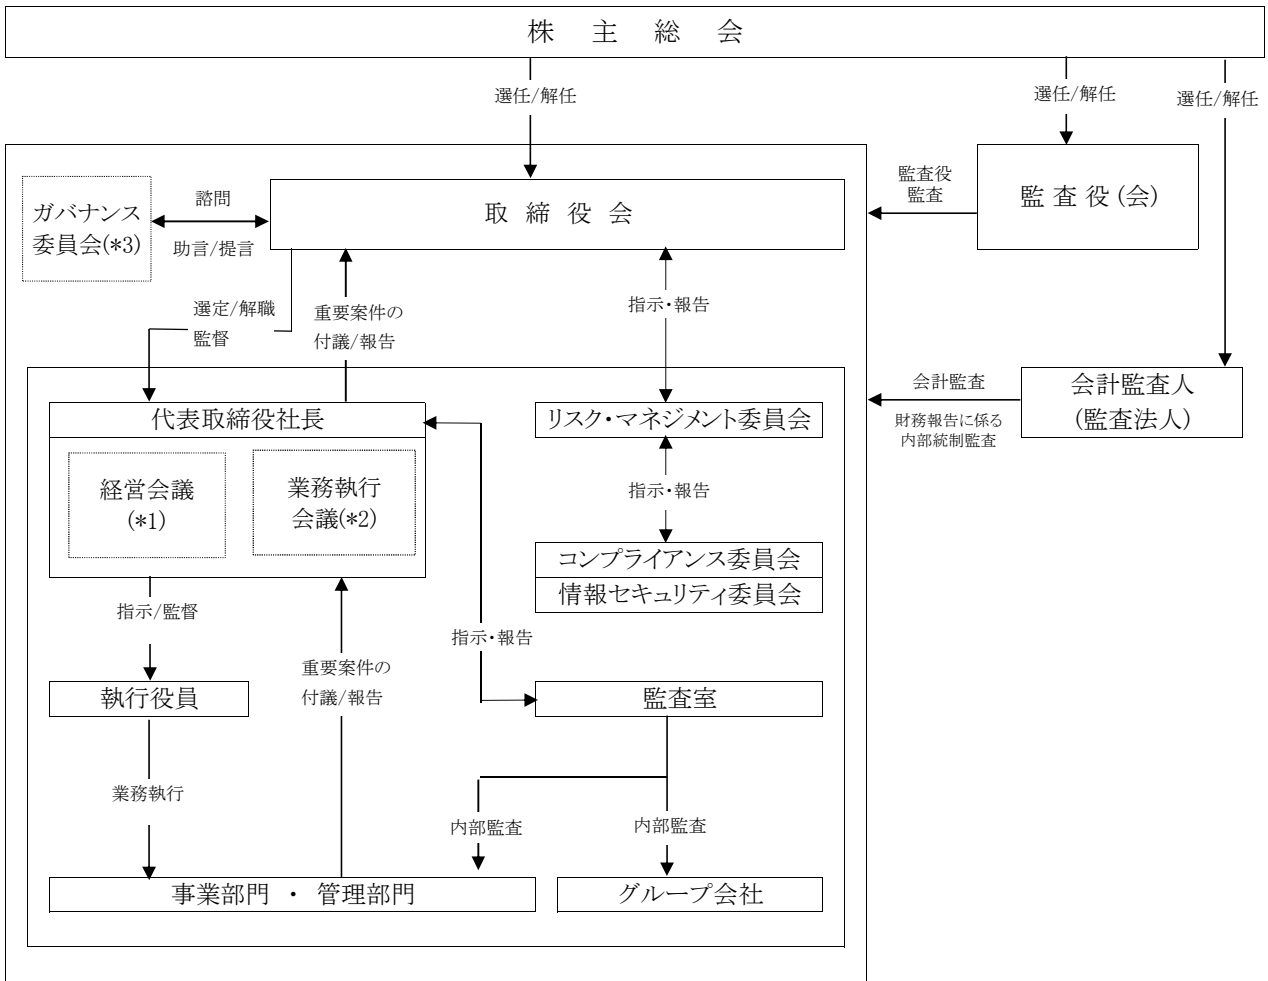 株 主 総 会
選任/解任
選任/解任
選任/解任
ガバナンス
委員会(*3)
諮問
助言/提言
取 締 役 会
監査役
監査
監 査 役 (会)
選定/解職
監督
重要案件の
付議/報告
指示・報告
代表取締役社長
経営会議
(*1)
業務執行
会議(*2)
リスク・マネジメント委員会
会計監査
財務報告に係る
内部統制監査
会計監査人
(監査法人)
指示・報告
コンプライアンス委員会
情報セキュリティ委員会
指示/監督
指示・報告
執行役員
重要案件の
付議/報告
監査室
業務執行
内部監査
内部監査
事業部門 ・ 管理部門
グループ会社